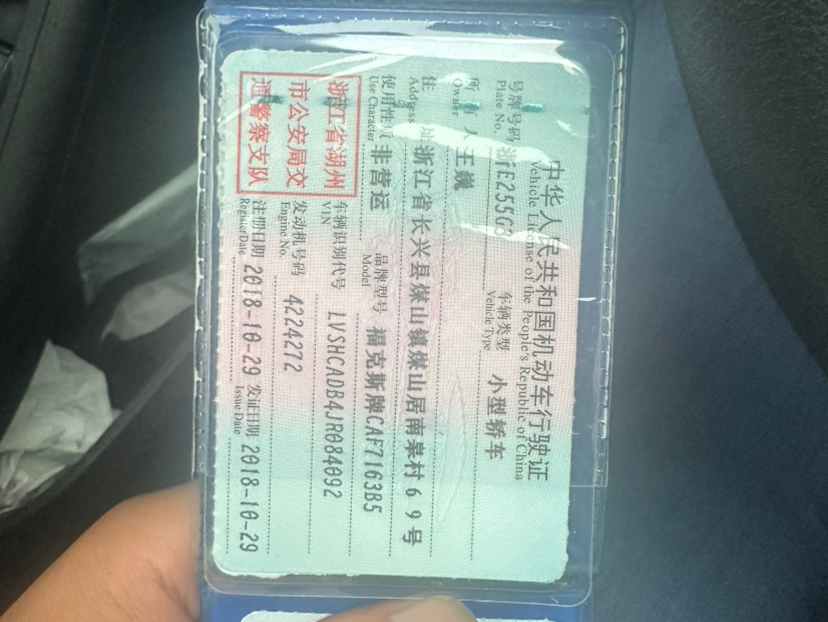 中华人民共和国机动车行驶证
Vehicle License of the People's Republic of China
号牌号码 浙E2556G 车辆类型 小型轿车
Plate No. Vehicle Type
所有人 王巍
Owner
住址 浙江省长兴县煤山镇煤山居南皋村69号
Address
使用性质 非营运 品牌型号 福克斯牌CAF7163B5
Use Character Model
浙江省湖州
市公安局交
通警察支队
车辆识别代号 LVSHCADB4JR084092
VIN
发动机号码 4224272
Engine No.
注册日期 2018-10-29 发证日期 2018-10-29
Register Date Issue Date